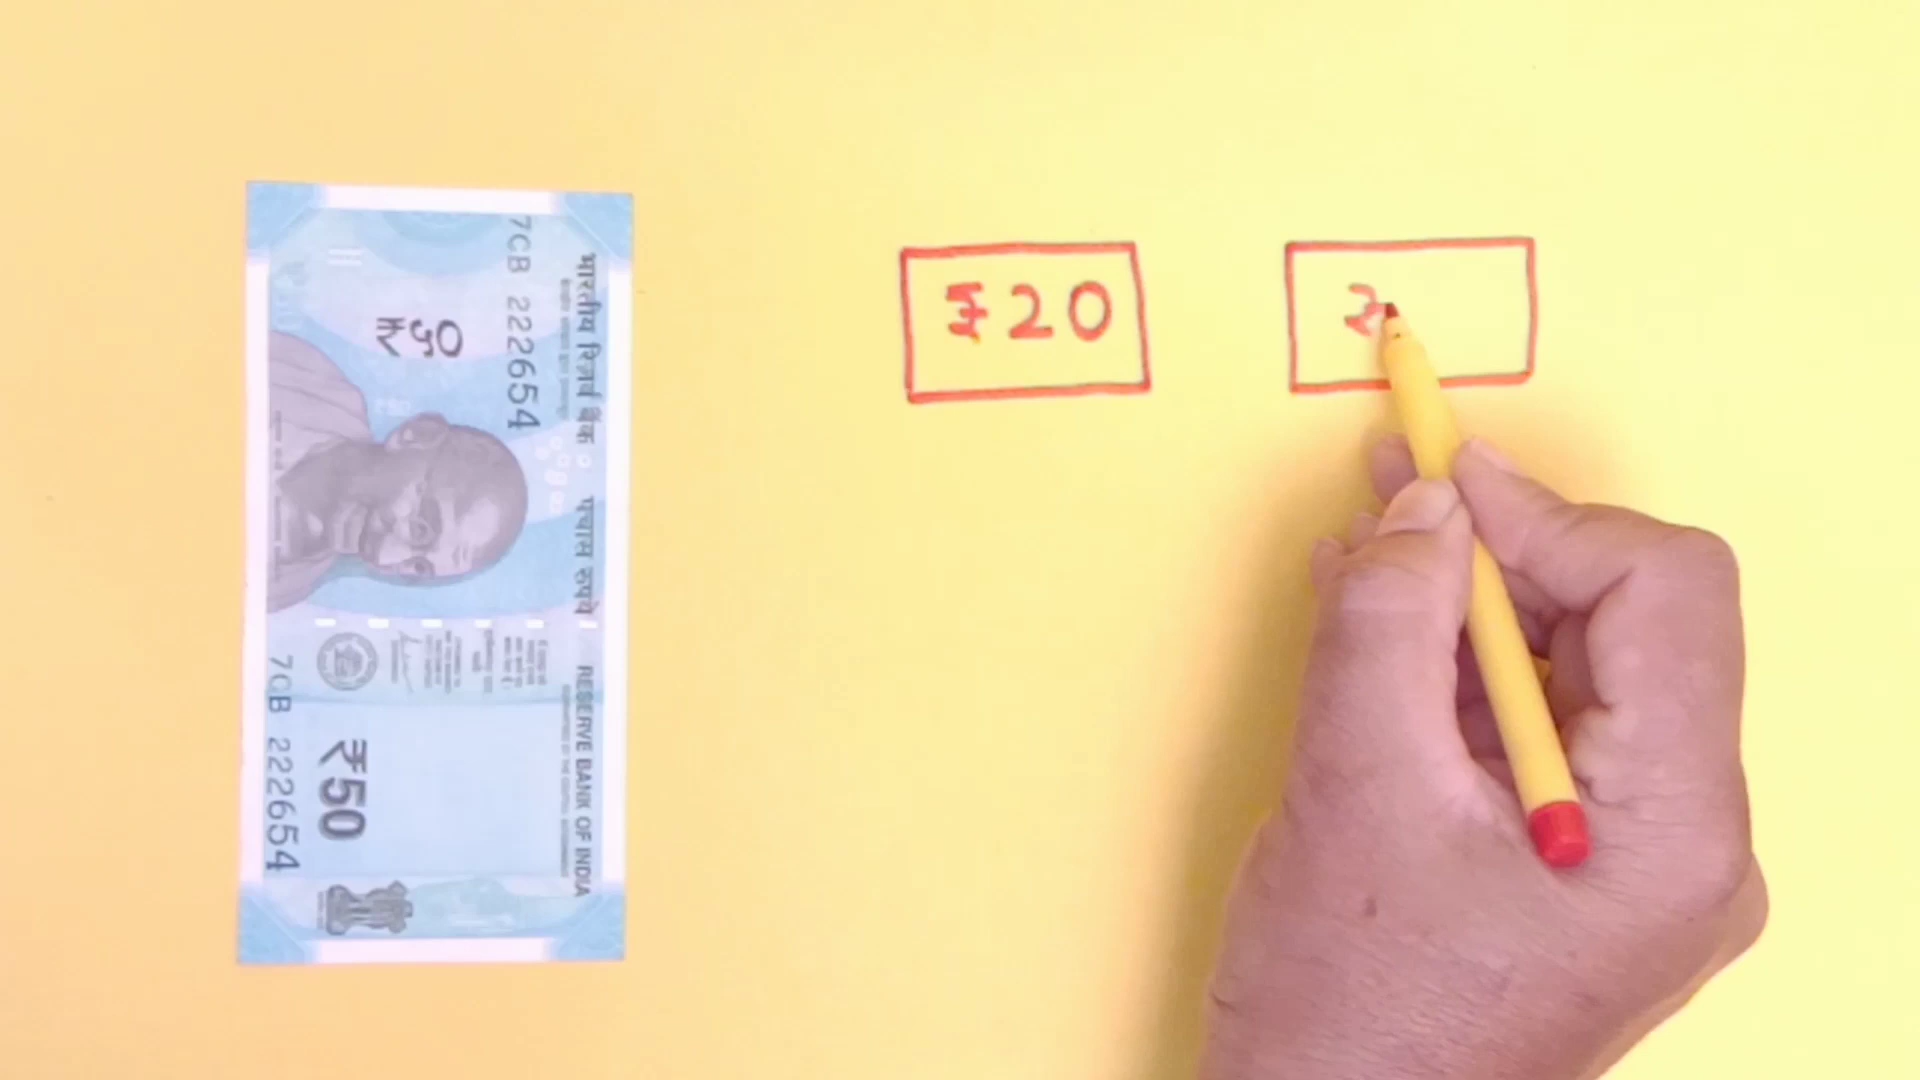 भारतीय रिज़र्व बैंक
पचास रुपये
RESERVE BANK OF INDIA
7CB 222654
₹ ५०
₹50
7CB 222654
₹ 20